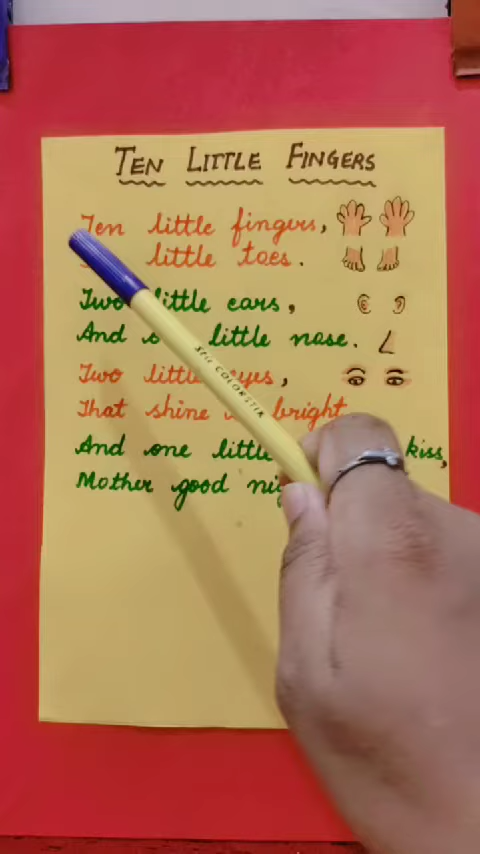 TEN LITTLE FINGERS
Ten little fingers,
little toes.
Two little ears,
And little nose.
Two little eyes,
That shine bright
And one little kiss,
Mother good